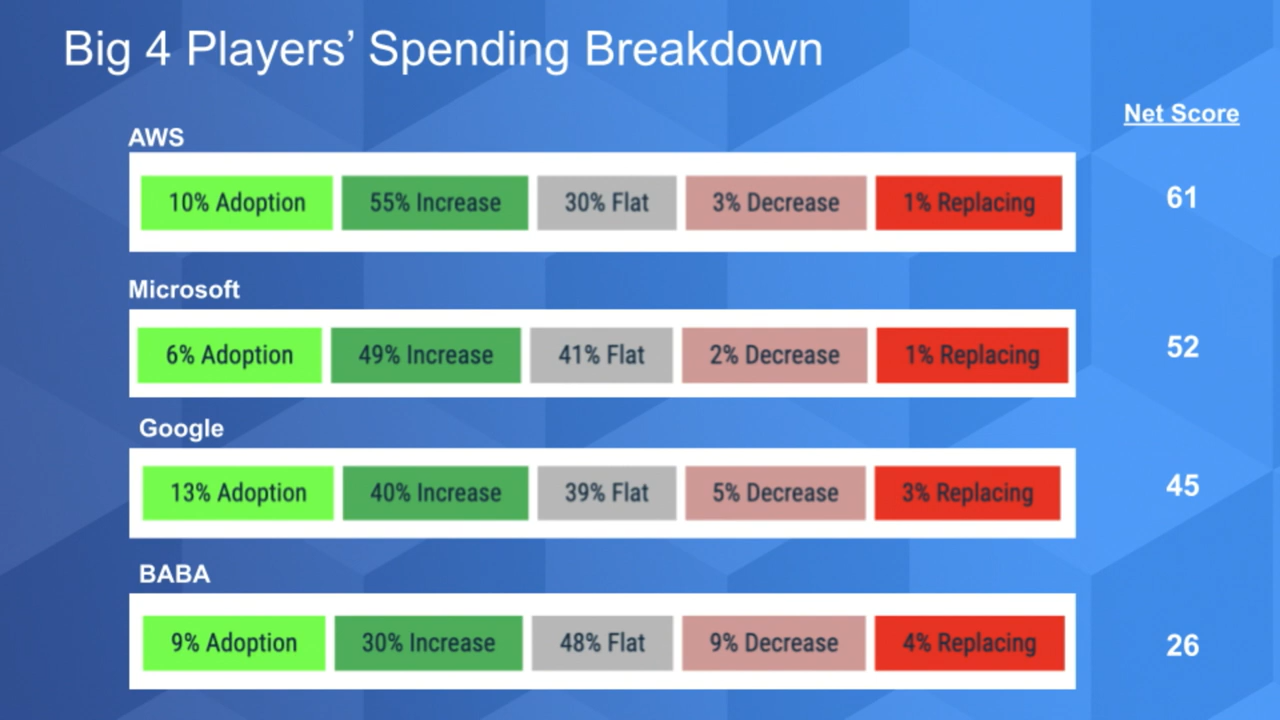 Big 4 Players’ Spending Breakdown
Net Score
AWS
10% Adoption 55% Increase 30% Flat 3% Decrease 1% Replacing 61
Microsoft
6% Adoption 49% Increase 41% Flat 2% Decrease 1% Replacing 52
Google
13% Adoption 40% Increase 39% Flat 5% Decrease 3% Replacing 45
BABA
9% Adoption 30% Increase 48% Flat 9% Decrease 4% Replacing 26